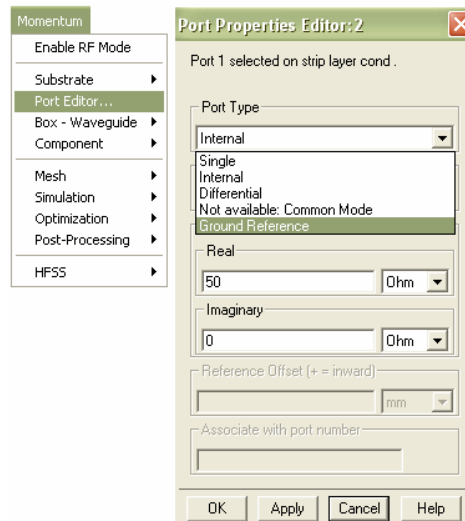 Momentum
Enable RF Mode
Substrate
Port Editor...
Box - Waveguide
Component
Mesh
Simulation
Optimization
Post-Processing
HFSS
Port Properties Editor:2
Port 1 selected on strip layer cond .
Port Type
Internal
Single
Internal
Differential
Not available: Common Mode
Ground Reference
Real
50 Ohm
Imaginary
0 Ohm
Reference Offset (+ = inward)
mm
Associate with port number
OK Apply Cancel Help